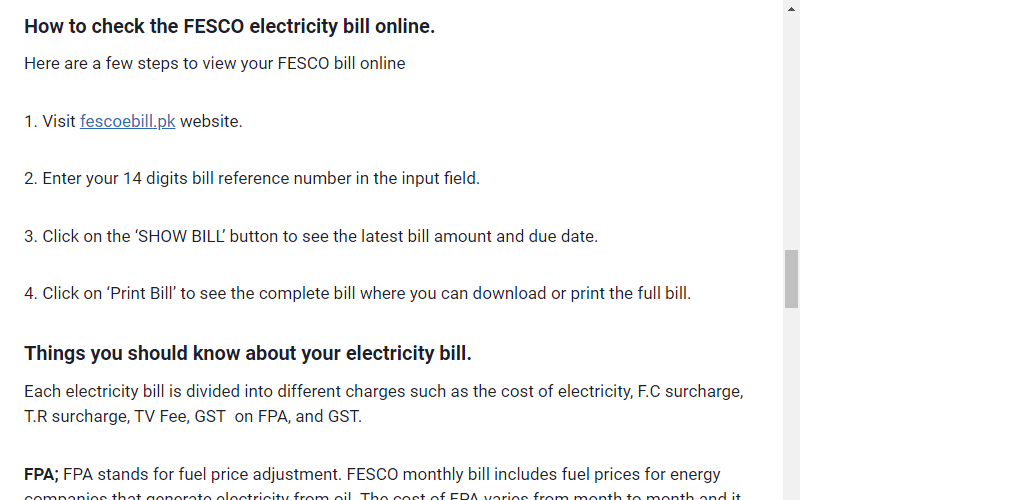 How to check the FESCO electricity bill online.
Here are a few steps to view your FESCO bill online
1. Visit fescoebill.pk website.
2. Enter your 14 digits bill reference number in the input field.
3. Click on the ‘SHOW BILL’ button to see the latest bill amount and due date.
4. Click on ‘Print Bill’ to see the complete bill where you can download or print the full bill.
Things you should know about your electricity bill.
Each electricity bill is divided into different charges such as the cost of electricity, F.C surcharge,
T.R surcharge, TV Fee, GST  on FPA, and GST.
FPA; FPA stands for fuel price adjustment. FESCO monthly bill includes fuel prices for energy
companies that generate electricity from oil. The cost of FPA varies from month to month and it